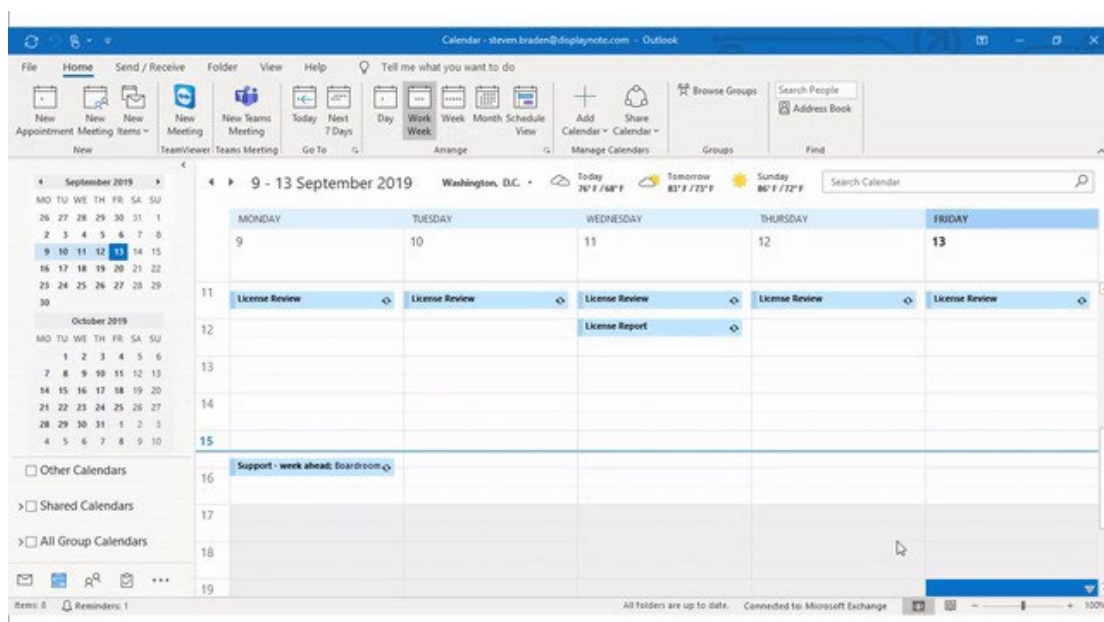 Calendar - steven.braden@displaynote.com - Outlook
File Home Send / Receive Folder View Help Tell me what you want to do
New Appointment
New Meeting
New Items
New Meeting
New Teams Meeting
Today
Next 7 Days
Day
Work Week
Week
Month
Schedule View
Add Calendar
Share Calendar
Browse Groups
Search People
Address Book
New TeamViewer Teams Meeting Go To Arrange Manage Calendars Groups Find
September 2019
MO TU WE TH FR SA SU
26 27 28 29 30 31 1
2 3 4 5 6 7 8
9 10 11 12 13 14 15
16 17 18 19 20 21 22
23 24 25 26 27 28 29
30
October 2019
MO TU WE TH FR SA SU
1 2 3 4 5 6
7 8 9 10 11 12 13
14 15 16 17 18 19 20
21 22 23 24 25 26 27
28 29 30 31 1 2 3
4 5 6 7 8 9 10
Other Calendars
Shared Calendars
All Group Calendars
9 - 13 September 2019
Washington, D.C.
Today
76°F/68°F
Tomorrow
83°F/73°F
Sunday
86°F/72°F
Search Calendar
MONDAY TUESDAY WEDNESDAY THURSDAY FRIDAY
9 10 11 12 13
11 License Review License Review License Review License Review License Review
12 License Report
13
14
15
Support - week ahead; Boardroom
16
17
18
19
Items: 8 Reminders: 1 All folders are up to date. Connected to: Microsoft Exchange 100%